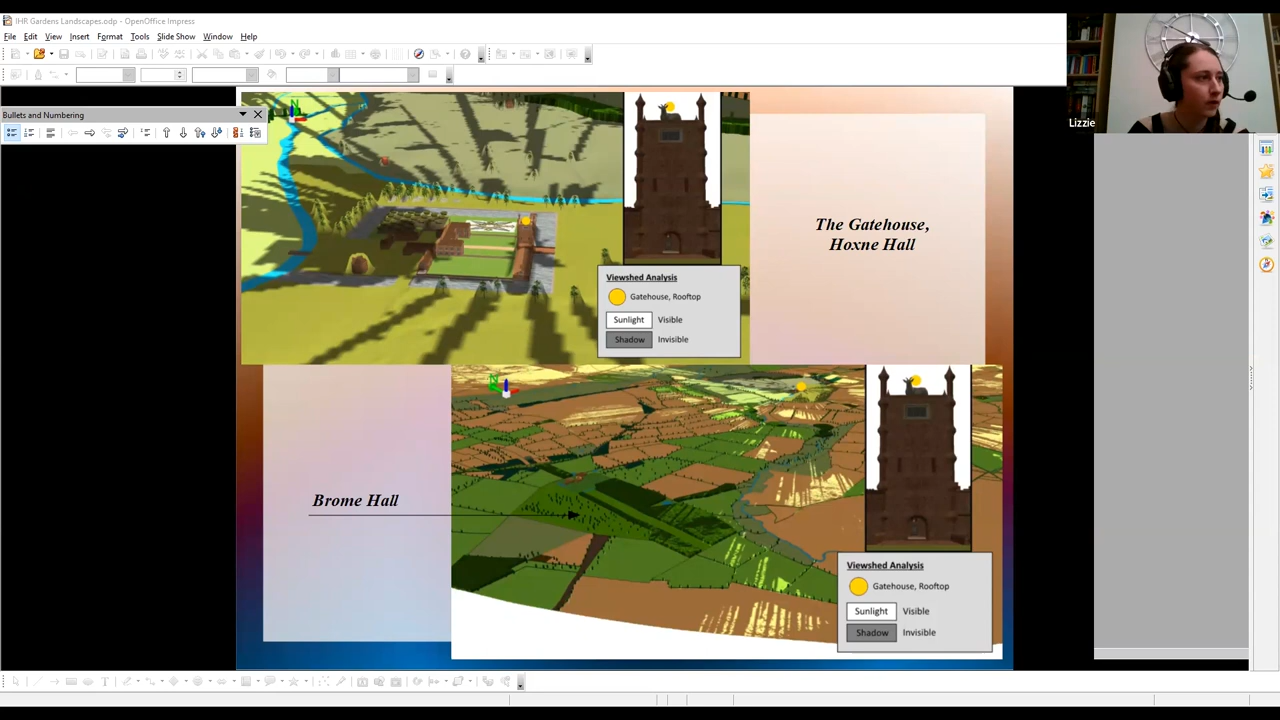 IHR Gardens Landscapes.odp - OpenOffice Impress
File Edit View Insert Format Tools Slide Show Window Help
Bullets and Numbering
Lizzie
N
The Gatehouse,
Hoxne Hall
Viewshed Analysis
Gatehouse, Rooftop
Sunlight Visible
Shadow Invisible
N
Brome Hall
Viewshed Analysis
Gatehouse, Rooftop
Sunlight Visible
Shadow Invisible